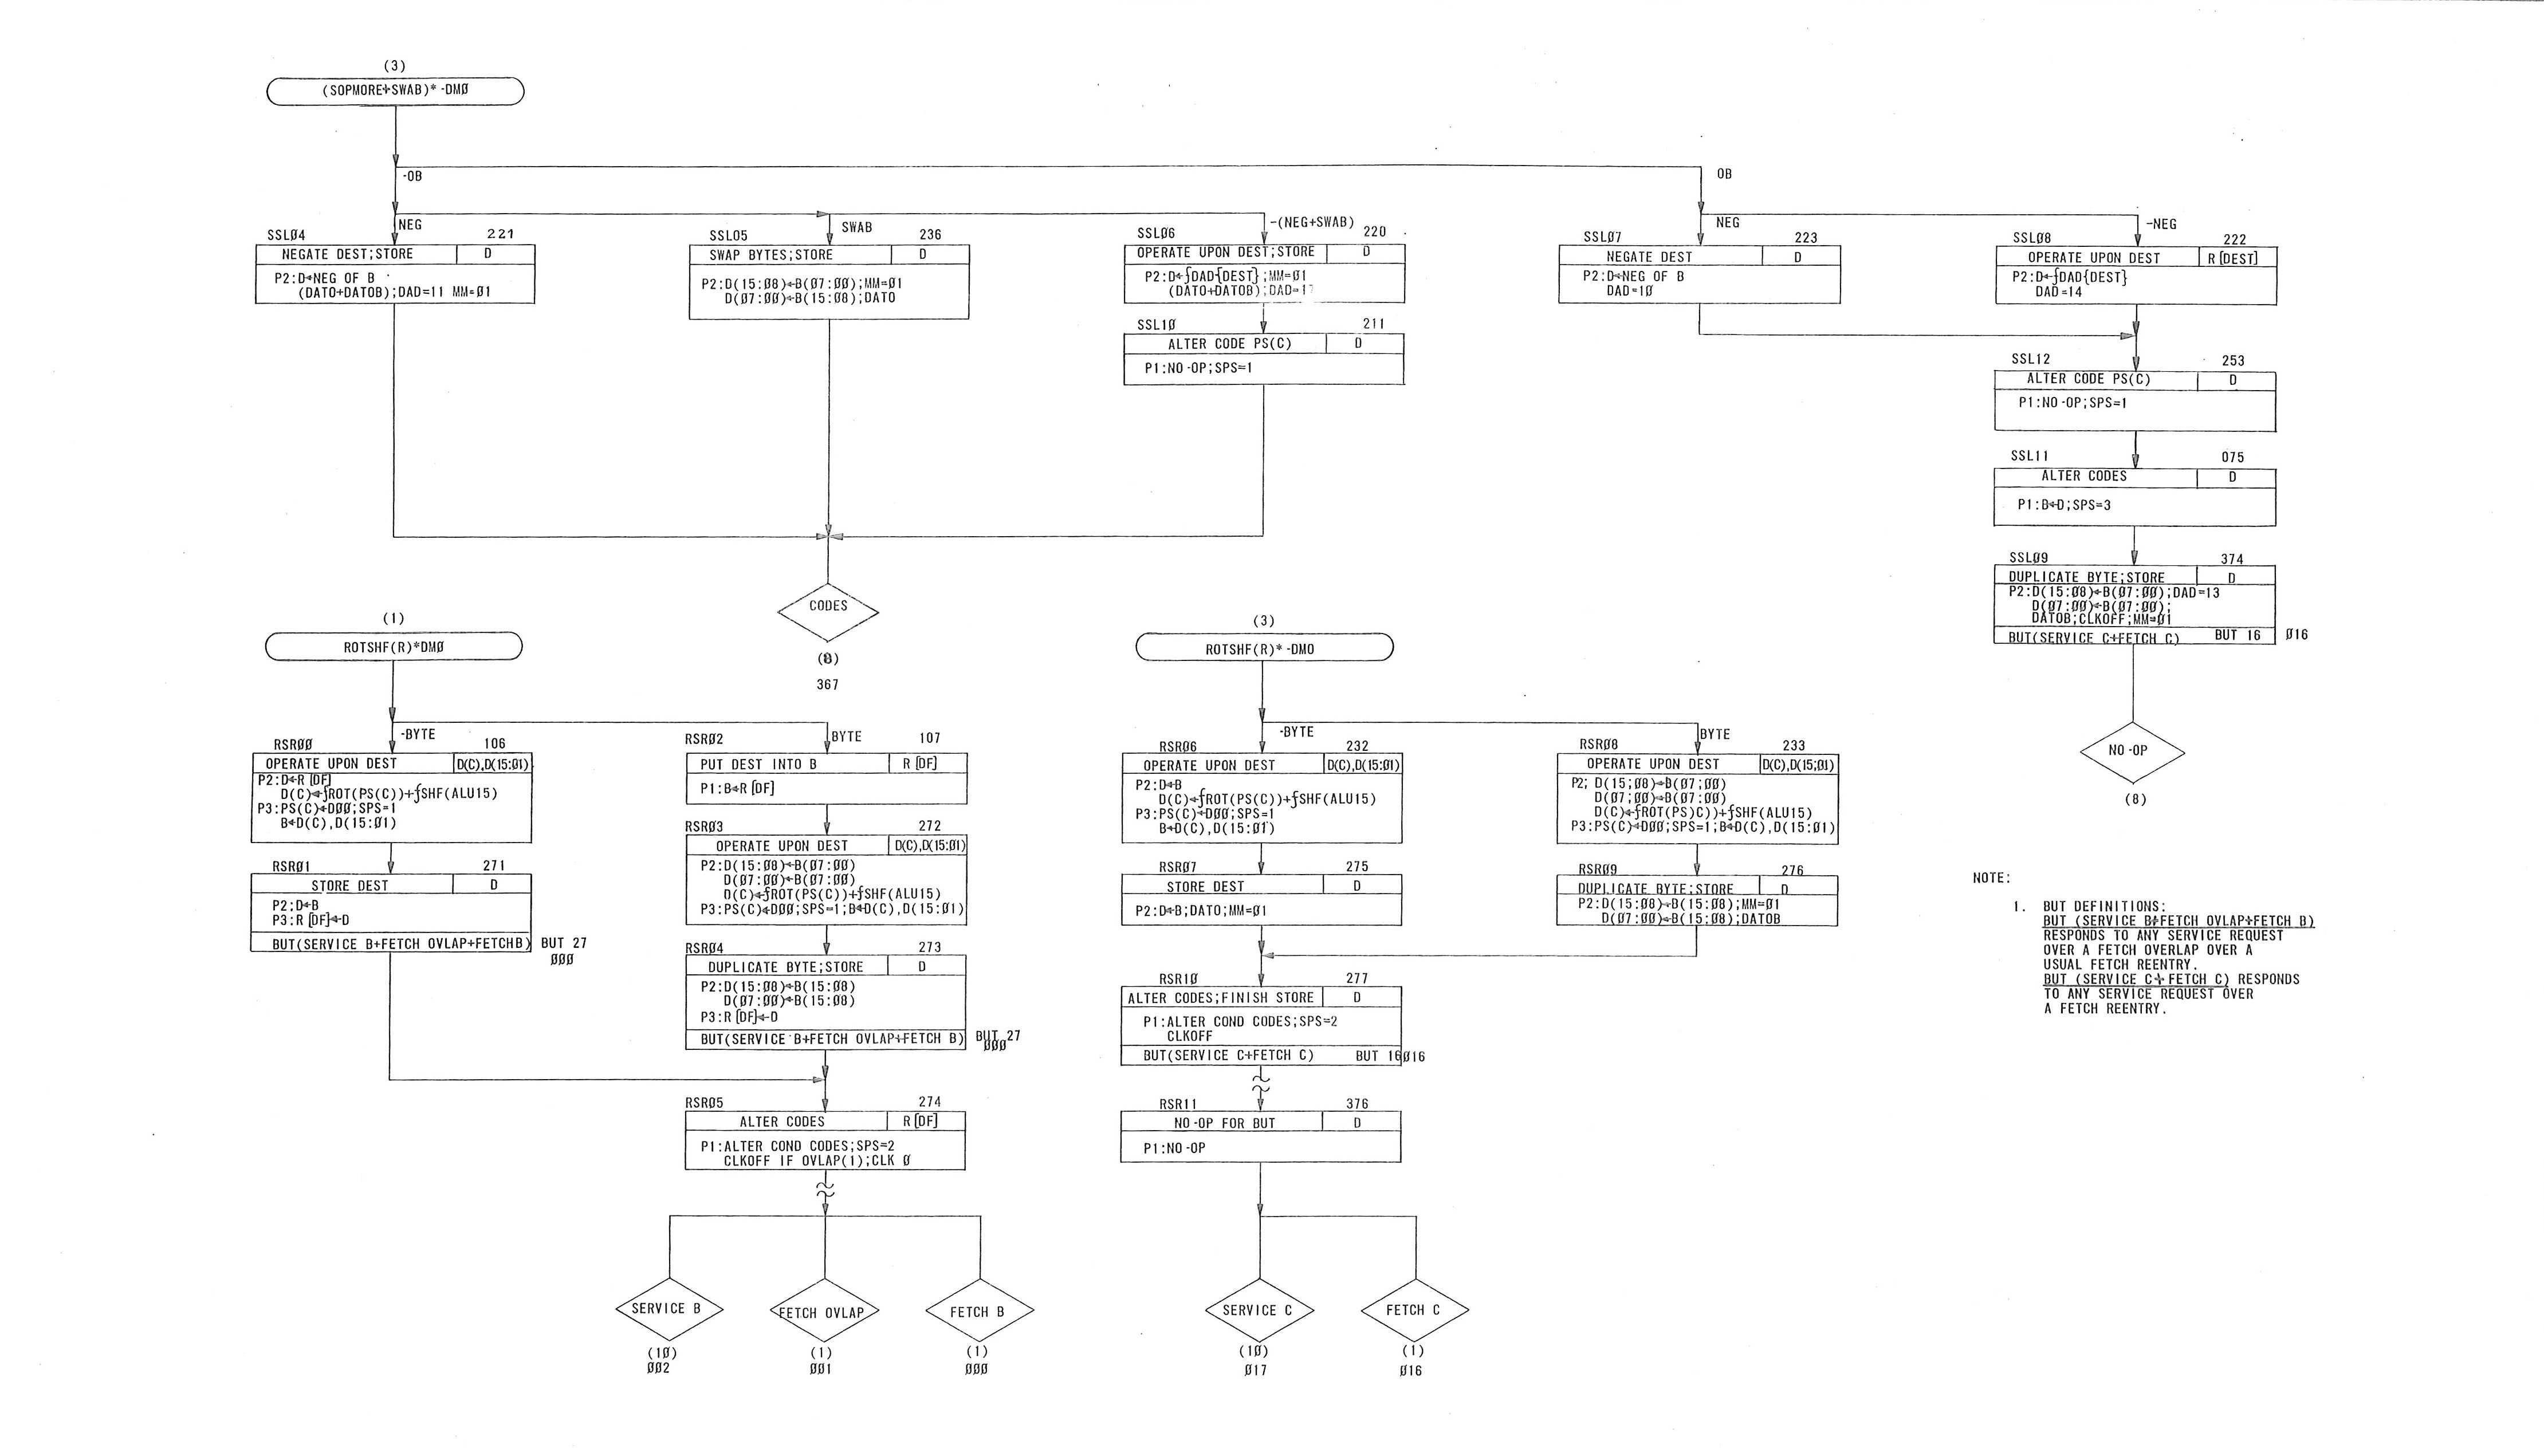 (3)
(SOPMORE+SWAB)*-DMØ
-OB
OB
NEG
SWAB
-(NEG+SWAB)
NEG
-NEG
SSLØ4 221
NEGATE DEST;STORE D
P2:D←NEG OF B
(DATO+DATOB);DAD=11 MM=Ø1
SSLO5 236
SWAP BYTES;STORE D
P2:D(15:Ø8)←B(Ø7:ØØ);MM=Ø1
D(Ø7:ØØ)←B(15:Ø8);DATO
SSLØ6 220
OPERATE UPON DEST;STORE D
P2:D←∫DAD{DEST};MM=Ø1
(DATO+DATOB);DAD=1
SSL1Ø 211
ALTER CODE PS(C) D
P1:NO-OP;SPS=1
SSLØ7 223
NEGATE DEST D
P2:D←NEG OF B
DAD=1Ø
SSLØ8 222
OPERATE UPON DEST R[DEST]
P2:D←∫DAD{DEST}
DAD=14
SSL12 253
ALTER CODE PS(C) D
P1:NO-OP;SPS=1
SSL11 075
ALTER CODES D
P1:B←D;SPS=3
SSLØ9 374
DUPLICATE BYTE;STORE D
P2:D(15:Ø8)←B(Ø7:ØØ);DAD=13
D(Ø7:ØØ)←B(Ø7:ØØ);
DATOB;CLKOFF;MM=Ø1
BUT(SERVICE C+FETCH C) BUT 16 Ø16
NO-OP
(8)
CODES
(8)
367
(1)
ROTSHF(R)*DMØ
-BYTE
BYTE
RSRØØ 106
OPERATE UPON DEST D(C),D(15:Ø1)
P2:D←R[DF]
D(C)←∫ROT(PS(C))+∫SHF(ALU15)
P3:PS(C)←DØØ;SPS=1
B←D(C),D(15:Ø1)
RSRØ1 271
STORE DEST D
P2:D←B
P3:R[DF]←D
BUT(SERVICE B+FETCH OVLAP+FETCHB) BUT 27
ØØØ
RSRØ2 107
PUT DEST INTO B R[DF]
P1:B←R[DF]
RSRØ3 272
OPERATE UPON DEST D(C),D(15:Ø1)
P2:D(15:Ø8)←B(Ø7:ØØ)
D(Ø7:ØØ)←B(Ø7:ØØ)
D(C)←∫ROT(PS(C))+∫SHF(ALU15)
P3:PS(C)←DØØ;SPS=1;B←D(C),D(15:Ø1)
RSRØ4 273
DUPLICATE BYTE;STORE D
P2:D(15:Ø8)←B(15:Ø8)
D(Ø7:ØØ)←B(15:Ø8)
P3:R[DF]←D
BUT(SERVICE B+FETCH OVLAP+FETCH B) BUT 27
ØØØ
RSRØ5 274
ALTER CODES R[DF]
P1:ALTER COND CODES;SPS=2
CLKOFF IF OVLAP(1);CLK Ø
SERVICE B
FETCH OVLAP
FETCH B
(1Ø)
ØØ2
(1)
ØØ1
(1)
ØØØ
(3)
ROTSHF(R)*-DMO
-BYTE
BYTE
RSRØ6 232
OPERATE UPON DEST D(C),D(15:Ø1)
P2:D←B
D(C)←∫ROT(PS(C))+∫SHF(ALU15)
P3:PS(C)←DØØ;SPS=1
B←D(C),D(15:Ø1)
RSRØ7 275
STORE DEST D
P2:D←B;DATO;MM=Ø1
RSRØ8 233
OPERATE UPON DEST D(C),D(15;Ø1)
P2; D(15;Ø8)←B(Ø7;ØØ)
D(Ø7;ØØ)←B(Ø7:ØØ)
D(C)←∫ROT(PS)C))+∫SHF(ALU15)
P3:PS(C)←DØØ;SPS=1;B←D(C),D(15:Ø1)
RSRØ9 276
DUPLICATE BYTE;STORE D
P2:D(15:Ø8)←B(15:Ø8);MM=Ø1
D(Ø7:ØØ)←B(15:Ø8);DATOB
RSR1Ø 277
ALTER CODES;FINISH STORE D
P1:ALTER COND CODES;SPS=2
CLKOFF
BUT(SERVICE C+FETCH C) BUT 16 Ø16
RSR11 376
NO-OP FOR BUT D
P1:NO-OP
SERVICE C
FETCH C
(1Ø)
Ø17
(1)
Ø16
NOTE:
1. BUT DEFINITIONS:
BUT (SERVICE B+FETCH OVLAP+FETCH B)
RESPONDS TO ANY SERVICE REQUEST
OVER A FETCH OVERLAP OVER A
USUAL FETCH REENTRY.
BUT (SERVICE C+FETCH C) RESPONDS
TO ANY SERVICE REQUEST OVER
A FETCH REENTRY.